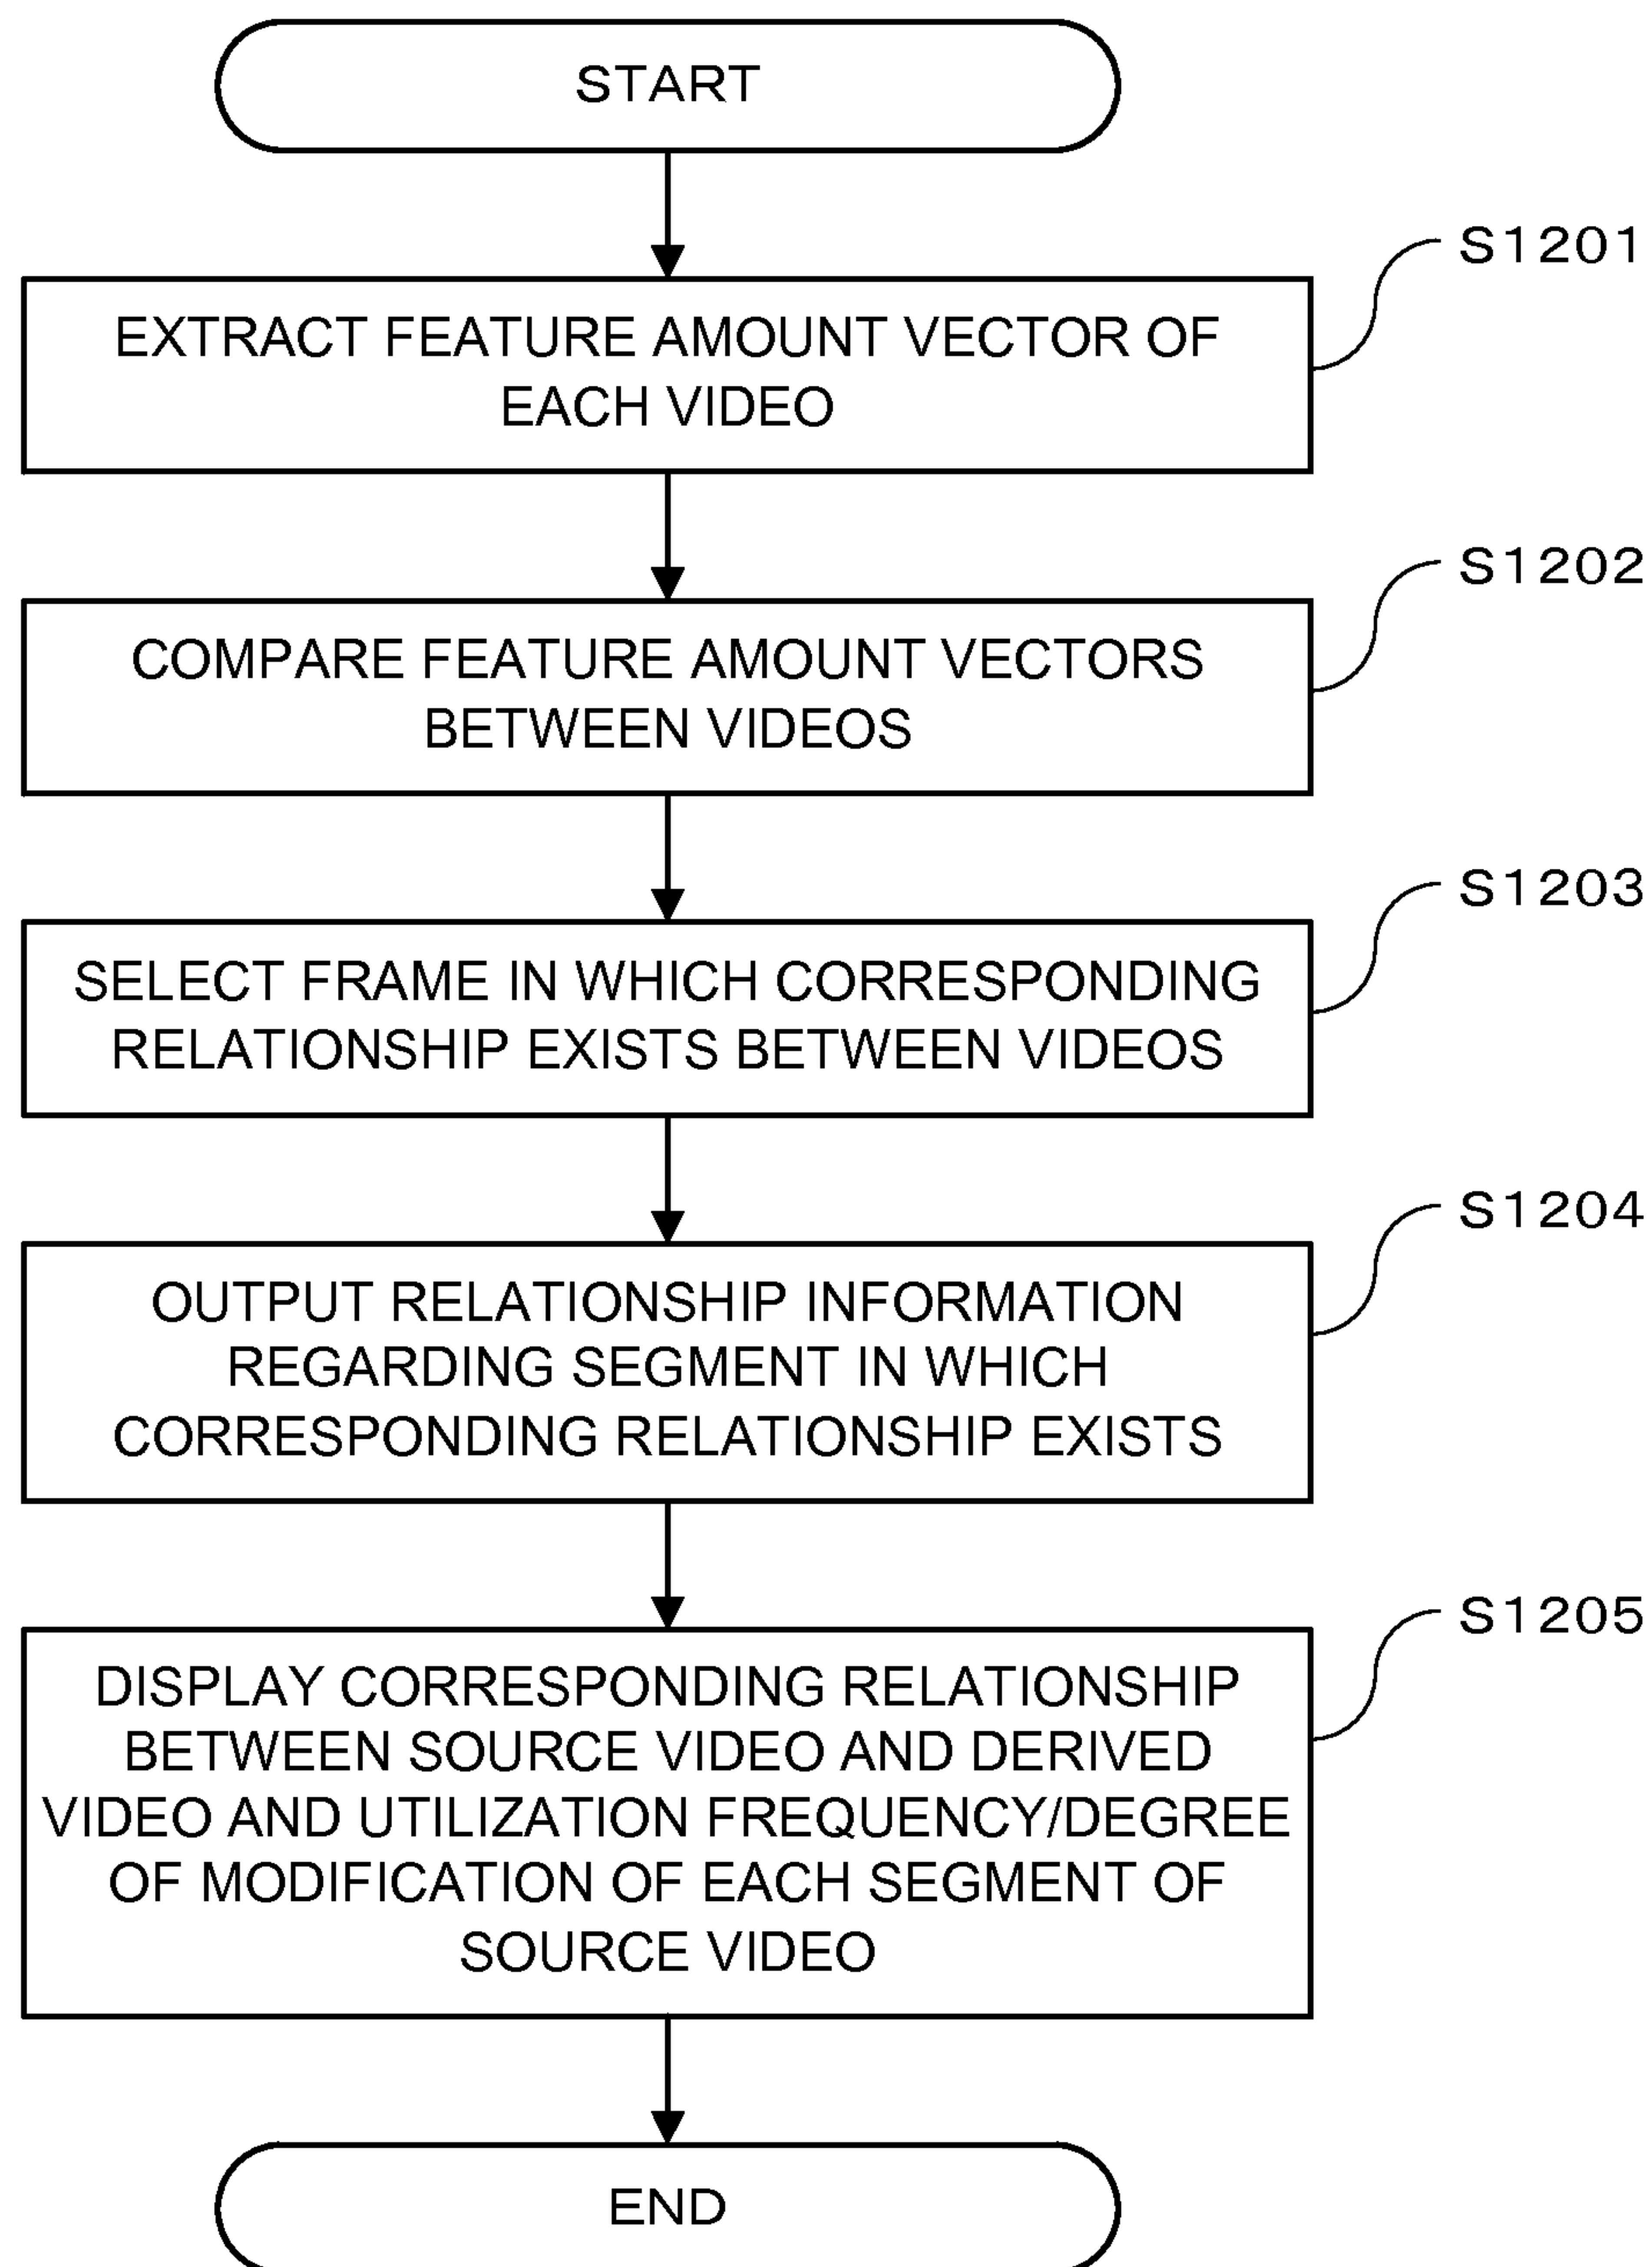 START
S1201
EXTRACT FEATURE AMOUNT VECTOR OF
EACH VIDEO
S1202
COMPARE FEATURE AMOUNT VECTORS
BETWEEN VIDEOS
S1203
SELECT FRAME IN WHICH CORRESPONDING
RELATIONSHIP EXISTS BETWEEN VIDEOS
S1204
OUTPUT RELATIONSHIP INFORMATION
REGARDING SEGMENT IN WHICH
CORRESPONDING RELATIONSHIP EXISTS
S1205
DISPLAY CORRESPONDING RELATIONSHIP
BETWEEN SOURCE VIDEO AND DERIVED
VIDEO AND UTILIZATION FREQUENCY/DEGREE
OF MODIFICATION OF EACH SEGMENT OF
SOURCE VIDEO
END